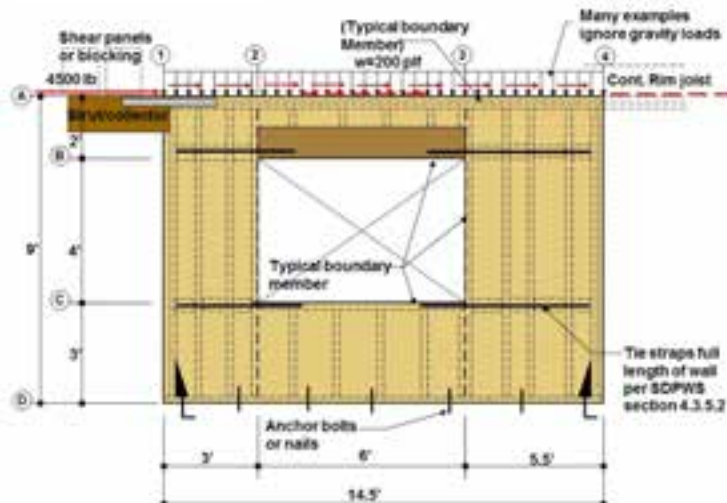 Shear panels
or blocking
4500 lb
1
2
(Typical boundary
Member)
w=200 plf
3
Many examples
ignore gravity loads
4
Cont. Rim joist
A
2'
B
9'
4'
Typical boundary
member
C
3'
Tie straps full
length of wall
per SDPWS
section 4.3.5.2
D
Anchor bolts
or nails
3'
6'
5.5'
14.5'